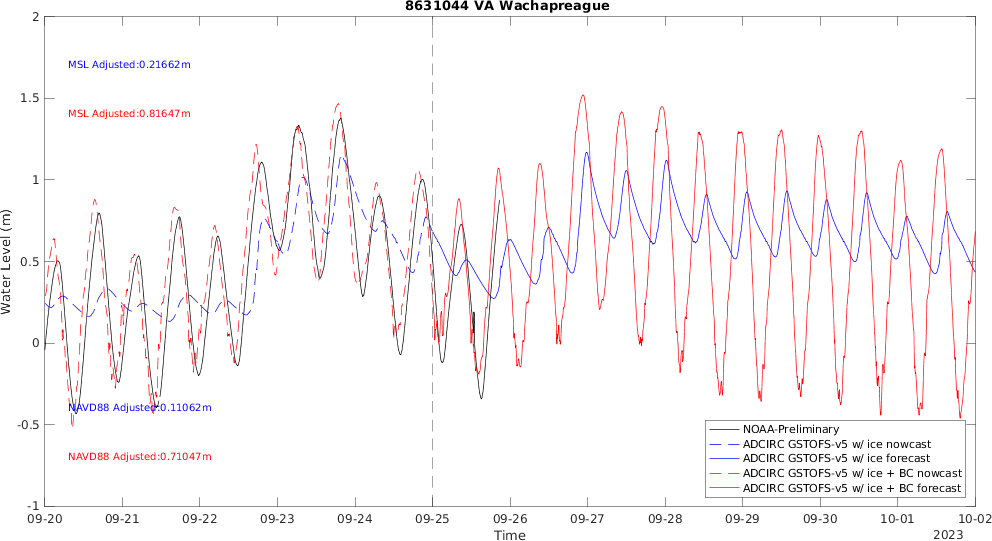 8631044 VA Wachapreague
2
1.5
1
0.5
0
-0.5
-1
Water Level (m)
MSL Adjusted:0.21662m
MSL Adjusted:0.81647m
NAVD88 Adjusted:0.11062m
NAVD88 Adjusted:0.71047m
NOAA-Preliminary
ADCIRC GSTOFS-v5 w/ ice nowcast
ADCIRC GSTOFS-v5 w/ ice forecast
ADCIRC GSTOFS-v5 w/ ice + BC nowcast
ADCIRC GSTOFS-v5 w/ ice + BC forecast
09-20 09-21 09-22 09-23 09-24 09-25 09-26 09-27 09-28 09-29 09-30 10-01 10-02
Time
2023